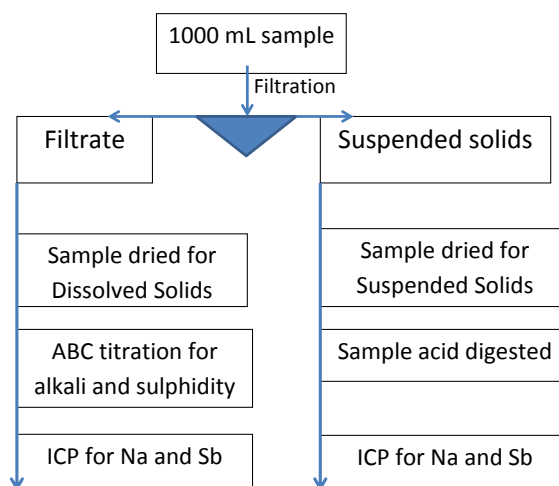 1000 mL sample
Filtration
Filtrate
Suspended solids
Sample dried for
Dissolved Solids
Sample dried for
Suspended Solids
ABC titration for
alkali and sulphidity
Sample acid digested
ICP for Na and Sb
ICP for Na and Sb